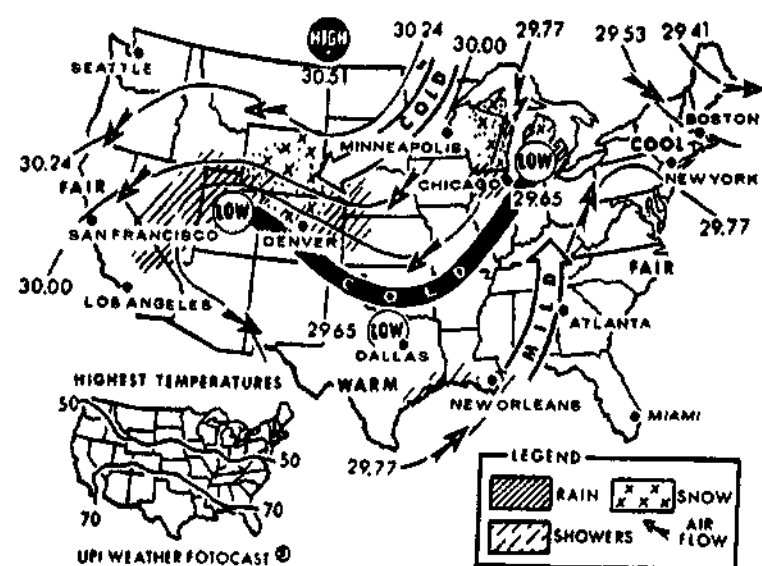 HIGH
30.51
30.24
COLD
30.00
29.77
29.53
29.41
SEATTLE
MINNEAPOLIS
BOSTON
COOL
NEW YORK
LOW
CHICAGO
29.65
30.24
FAIR
SAN FRANCISCO
LOW
DENVER
29.77
30.00
LOS ANGELES
COLD
FAIR
MILD
ATLANTA
29.65
LOW
DALLAS
WARM
NEW ORLEANS
MIAMI
29.77
HIGHEST TEMPERATURES
50
50
70
70
UPI WEATHER FOTOCAST ®
LEGEND
RAIN
SNOW
SHOWERS
AIR
FLOW